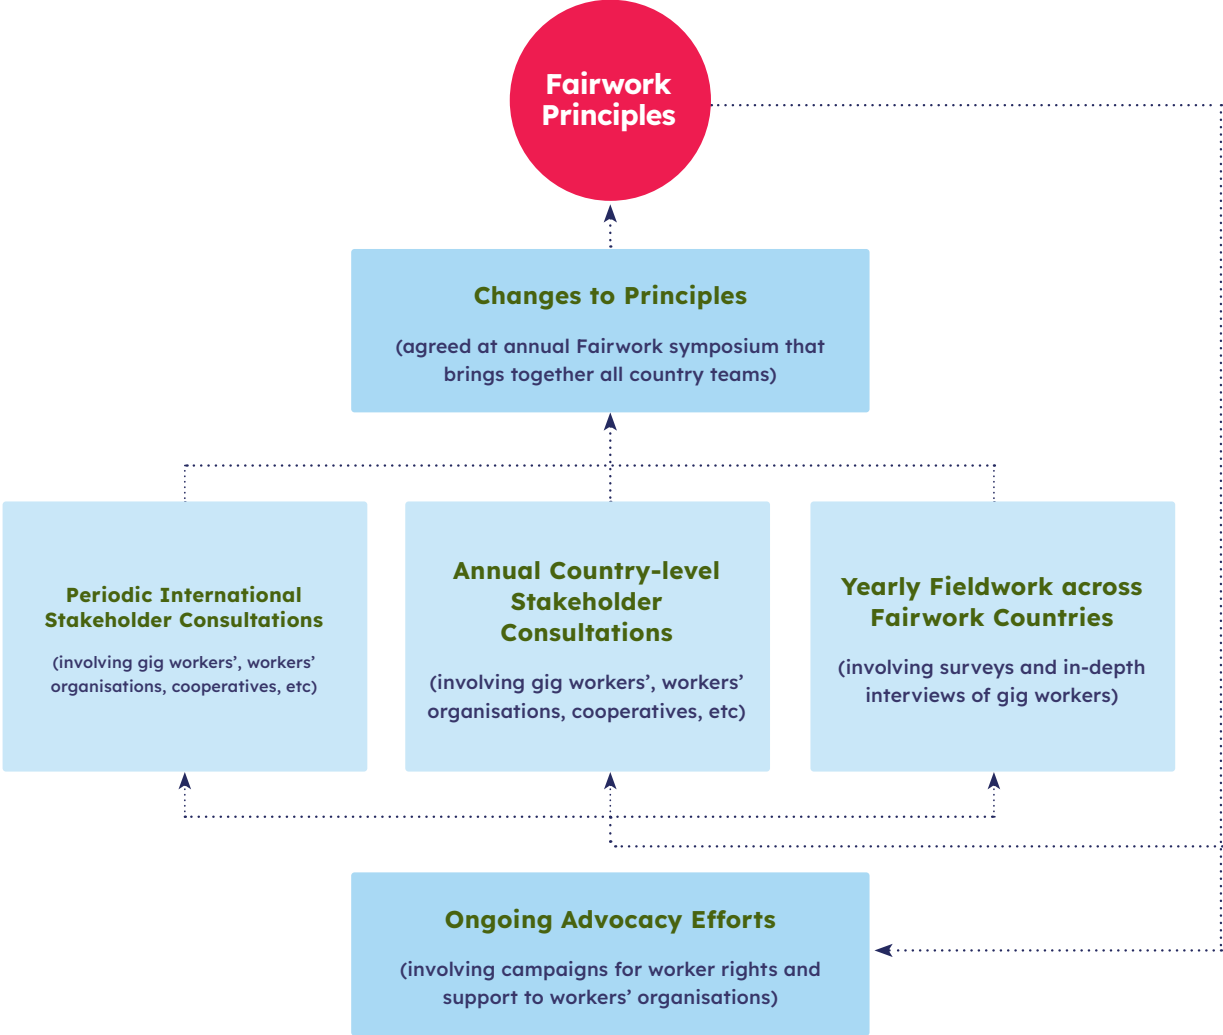 Fairwork
Principles
Changes to Principles
(agreed at annual Fairwork symposium that
brings together all country teams)
Periodic International
Stakeholder Consultations
(involving gig workers’, workers’
organisations, cooperatives, etc)
Annual Country-level
Stakeholder
Consultations
(involving gig workers’, workers’
organisations, cooperatives, etc)
Yearly Fieldwork across
Fairwork Countries
(involving surveys and in-depth
interviews of gig workers)
Ongoing Advocacy Efforts
(involving campaigns for worker rights and
support to workers’ organisations)